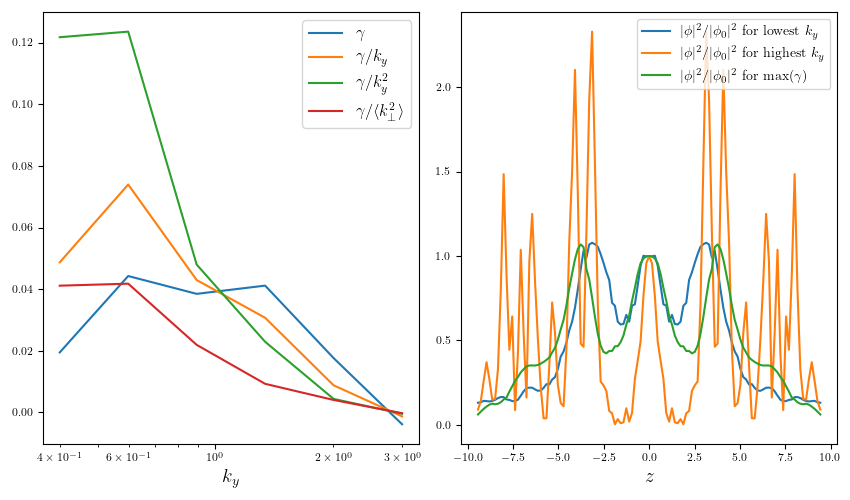 0.12
0.10
0.08
0.06
0.04
0.02
0.00
4 × 10⁻¹
6 × 10⁻¹
10⁰
2 × 10⁰
3 × 10⁰
k_y
γ
γ/k_y
γ/k_y²
γ/⟨k_⊥²⟩
2.0
1.5
1.0
0.5
0.0
−10.0
−7.5
−5.0
−2.5
0.0
2.5
5.0
7.5
10.0
z
|ϕ|²/|ϕ₀|² for lowest k_y
|ϕ|²/|ϕ₀|² for highest k_y
|ϕ|²/|ϕ₀|² for max(γ)